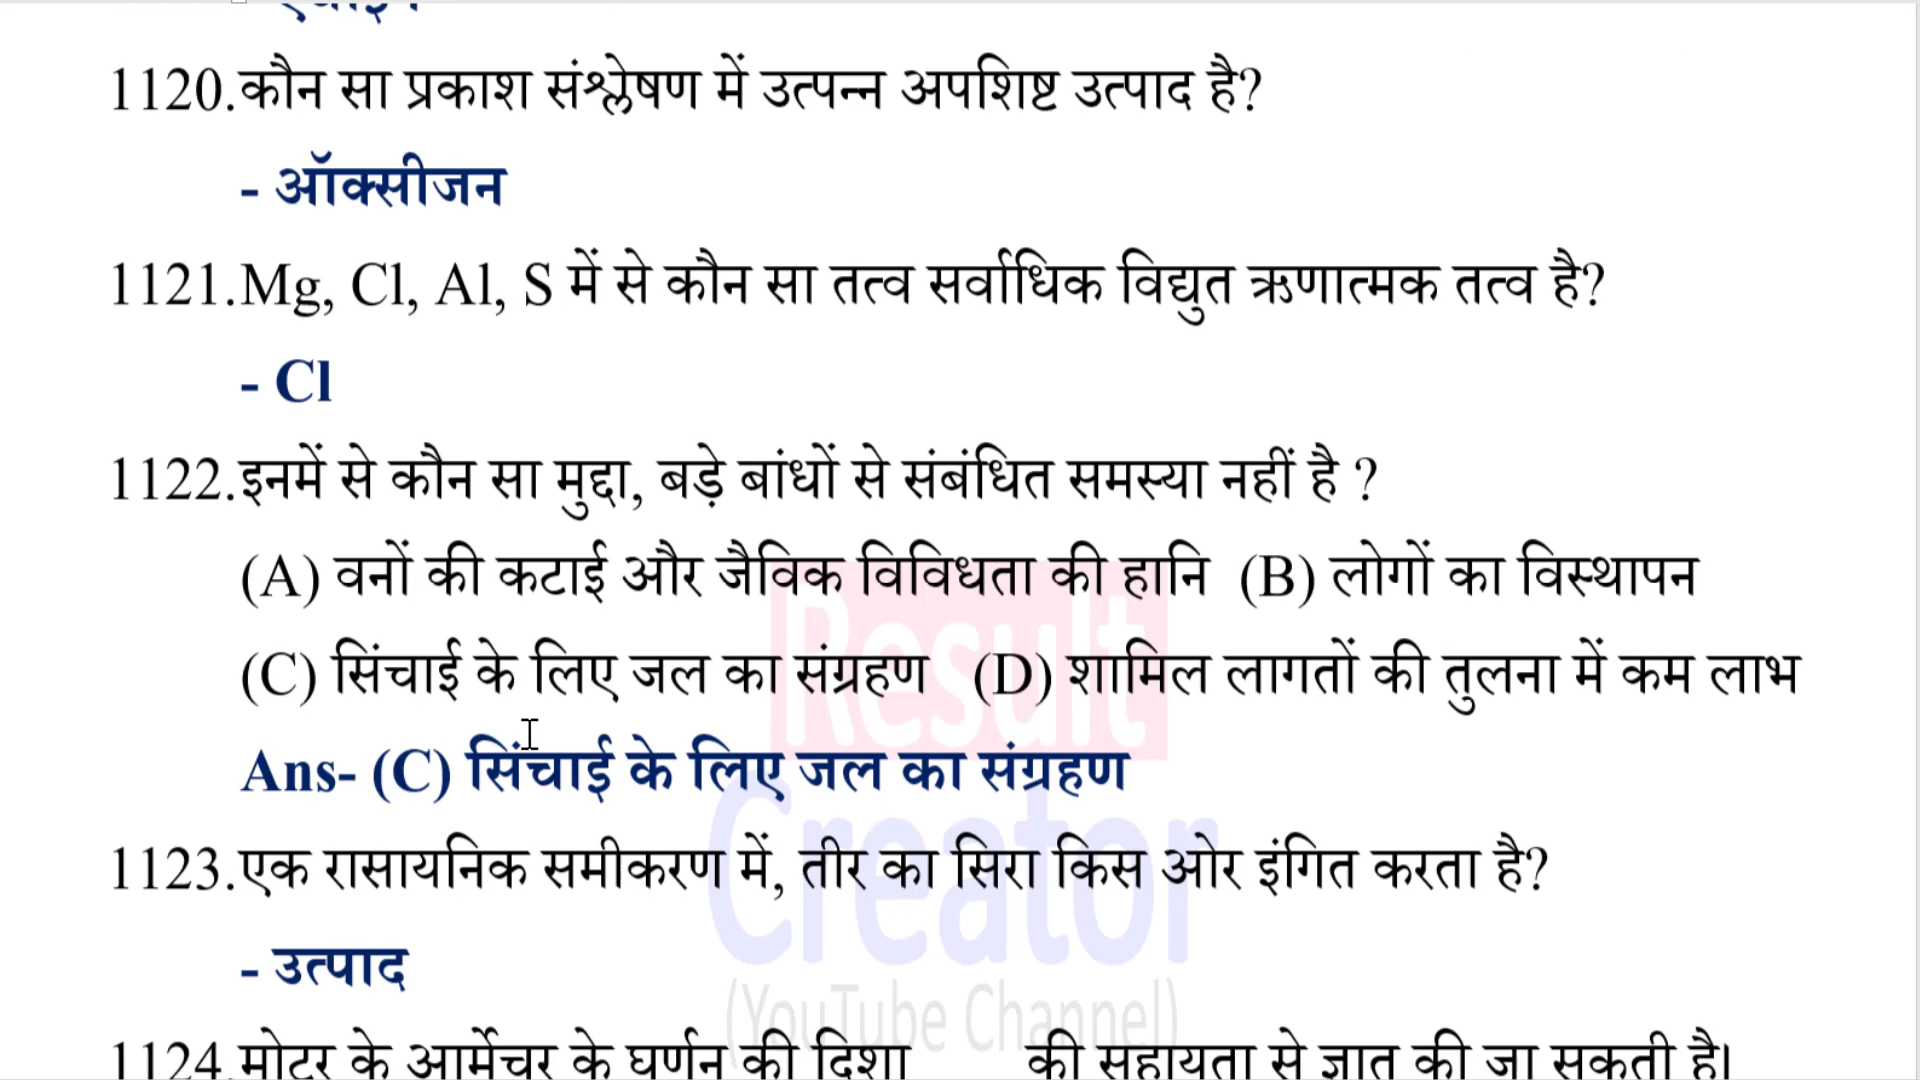 1120.कौन सा प्रकाश संश्लेषण में उत्पन्न अपशिष्ट उत्पाद है?
- ऑक्सीजन
1121.Mg, Cl, Al, S में से कौन सा तत्व सर्वाधिक विद्युत ऋणात्मक तत्व है?
- Cl
1122.इनमें से कौन सा मुद्दा, बड़े बांधों से संबंधित समस्या नहीं है ?
(A) वनों की कटाई और जैविक विविधता की हानि (B) लोगों का विस्थापन
(C) सिंचाई के लिए जल का संग्रहण (D) शामिल लागतों की तुलना में कम लाभ
Ans- (C) सिंचाई के लिए जल का संग्रहण
1123.एक रासायनिक समीकरण में, तीर का सिरा किस ओर इंगित करता है?
- उत्पाद
1124.मोटर के आर्मेचर के घूर्णन की दिशा की सहायता से ज्ञात की जा सकती है।
Result
Creator
(YouTube Channel)